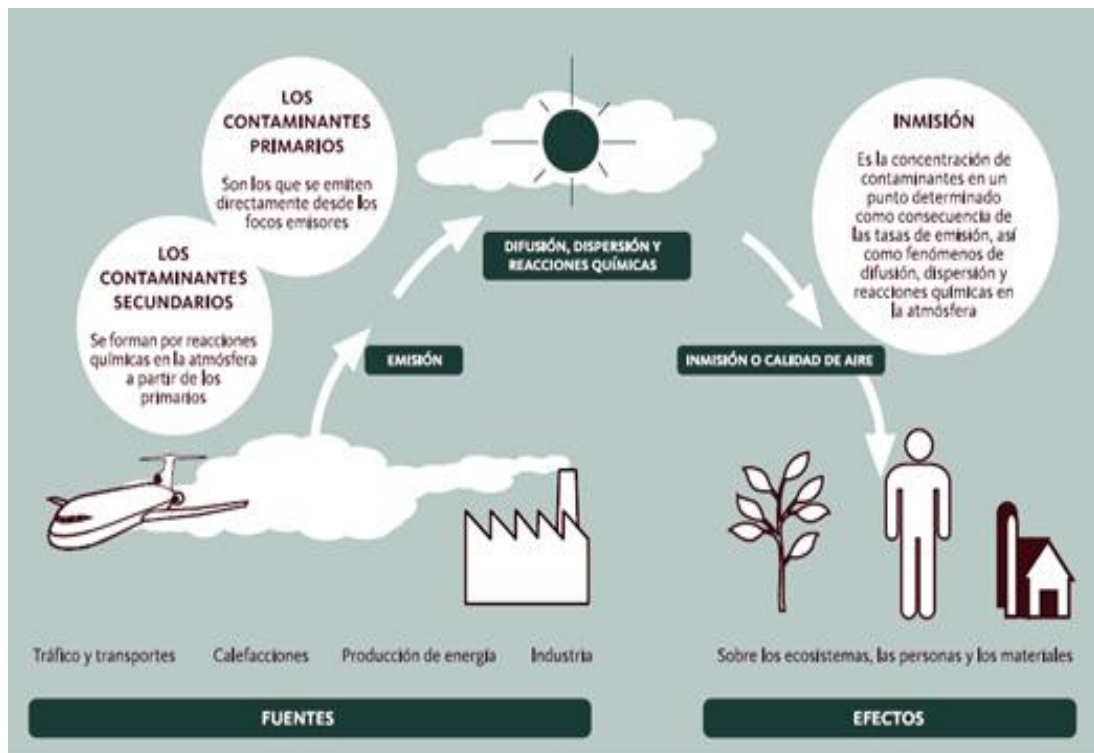 LOS
CONTAMINANTES
PRIMARIOS
Son los que se emiten
directamente desde los
focos emisores
LOS
CONTAMINANTES
SECUNDARIOS
Se forman por reacciones
químicas en la atmósfera
a partir de los
primarios
DIFUSIÓN, DISPERSIÓN Y
REACCIONES QUÍMICAS
EMISIÓN
INMISIÓN
Es la concentración de
contaminantes en un
punto determinado
como consecuencia de
las tasas de emisión, así
como fenómenos de
difusión, dispersión y
reacciones químicas en
la atmósfera
INMISIÓN O CALIDAD DE AIRE
Tráfico y transportes
Calefacciones
Producción de energía
Industria
Sobre los ecosistemas, las personas y los materiales
FUENTES
EFECTOS